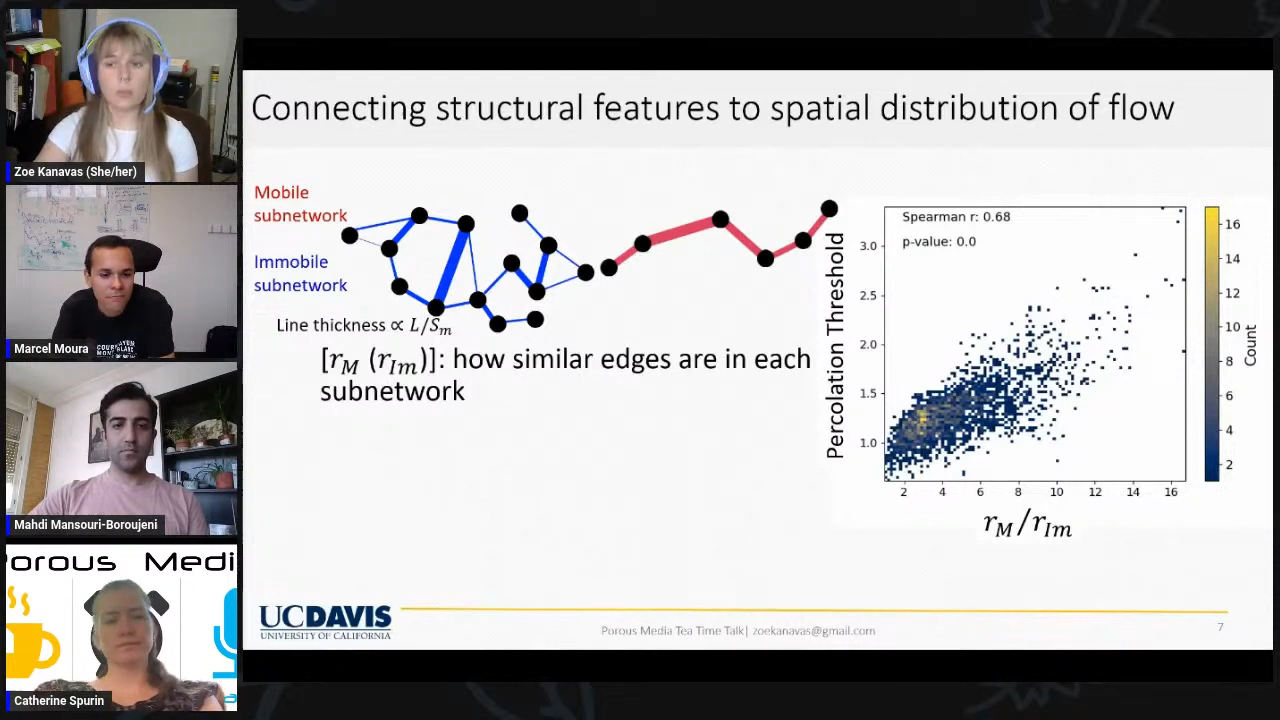 Zoe Kanavas (She/her)
Marcel Moura
Mahdi Mansouri-Boroujeni
Porous Medi
Catherine Spurin
Connecting structural features to spatial distribution of flow
Mobile
subnetwork
Immobile
subnetwork
Line thickness ∝ L/Sₘ
[r_M (r_Im)]: how similar edges are in each
subnetwork
Percolation Threshold
Spearman r: 0.68
p-value: 0.0
3.0
2.5
2.0
1.5
1.0
2 4 6 8 10 12 14 16
r_M/r_Im
16
14
12
10
8
6
4
2
Count
UCDAVIS
UNIVERSITY OF CALIFORNIA
Porous Media Tea Time Talk| zoekanavas@gmail.com
7